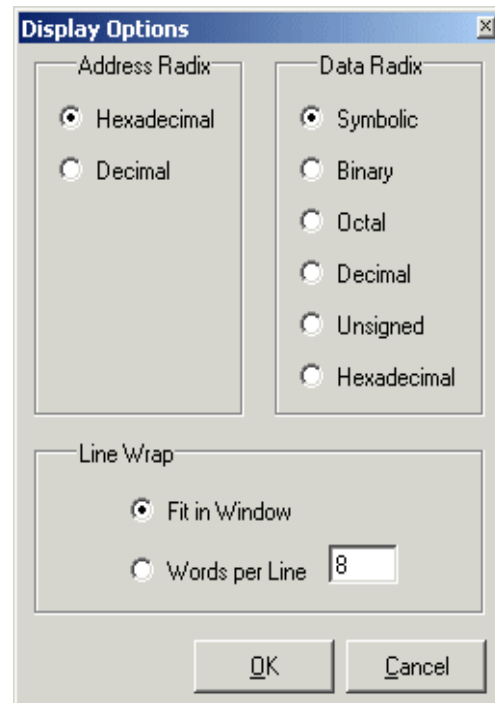 Display Options
Address Radix
Hexadecimal
Decimal
Data Radix
Symbolic
Binary
Octal
Decimal
Unsigned
Hexadecimal
Line Wrap
Fit in Window
Words per Line 8
OK Cancel